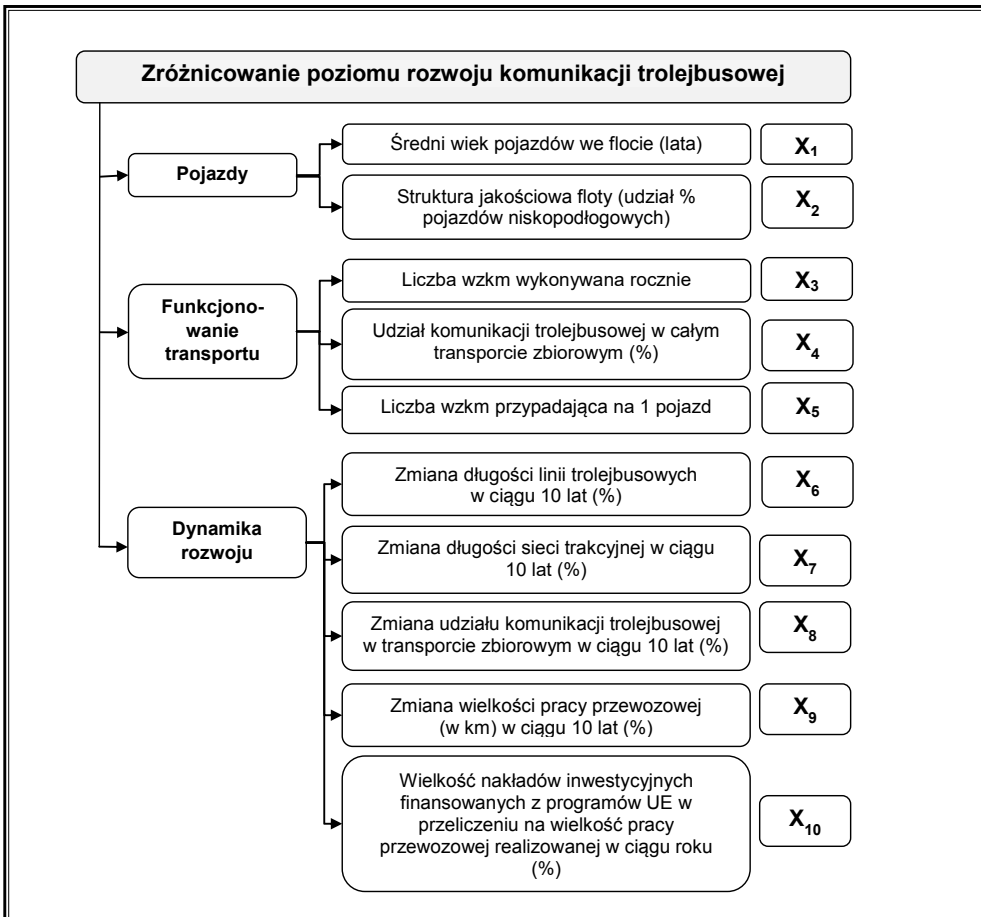 Zróżnicowanie poziomu rozwoju komunikacji trolejbusowej
Pojazdy
Średni wiek pojazdów we flocie (lata)
X1
Struktura jakościowa floty (udział %
pojazdów niskopodłogowych)
X2
Funkcjono-
wanie
transportu
Liczba wzkm wykonywana rocznie
X3
Udział komunikacji trolejbusowej w całym
transporcie zbiorowym (%)
X4
Liczba wzkm przypadająca na 1 pojazd
X5
Dynamika
rozwoju
Zmiana długości linii trolejbusowych
w ciągu 10 lat (%)
X6
Zmiana długości sieci trakcyjnej w ciągu
10 lat (%)
X7
Zmiana udziału komunikacji trolejbusowej
w transporcie zbiorowym w ciągu 10 lat (%)
X8
Zmiana wielkości pracy przewozowej
(w km) w ciągu 10 lat (%)
X9
Wielkość nakładów inwestycyjnych
finansowanych z programów UE w
przeliczeniu na wielkość pracy
przewozowej realizowanej w ciągu roku
(%)
X10